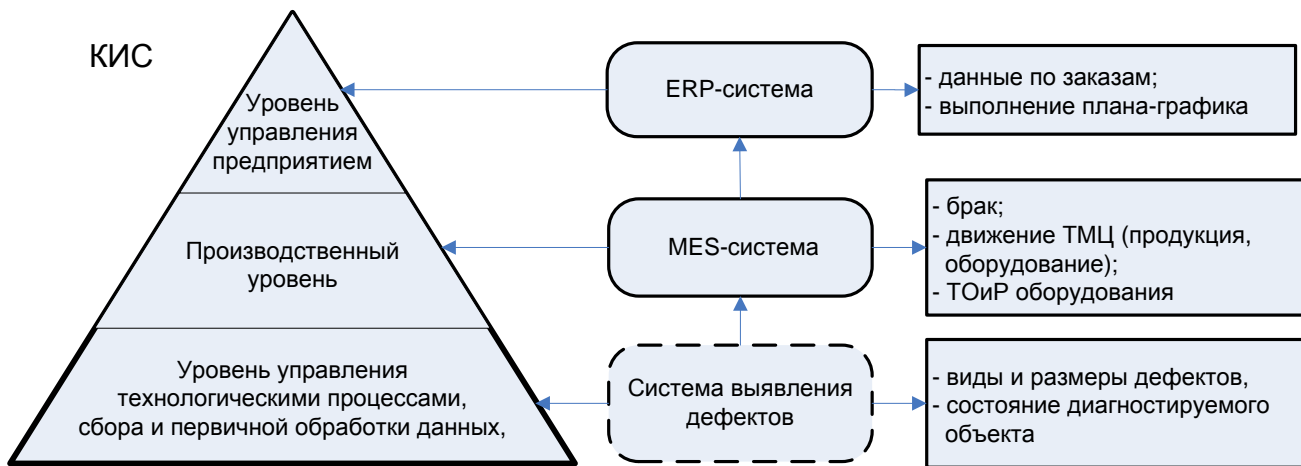 КИС
Уровень
управления
предприятием
ERP-система
- данные по заказам;
- выполнение плана-графика
Производственный
уровень
MES-система
- брак;
- движение ТМЦ (продукция,
оборудование);
- ТОиР оборудования
Уровень управления
технологическими процессами,
сбора и первичной обработки данных,
Система выявления
дефектов
- виды и размеры дефектов,
- состояние диагностируемого
объекта